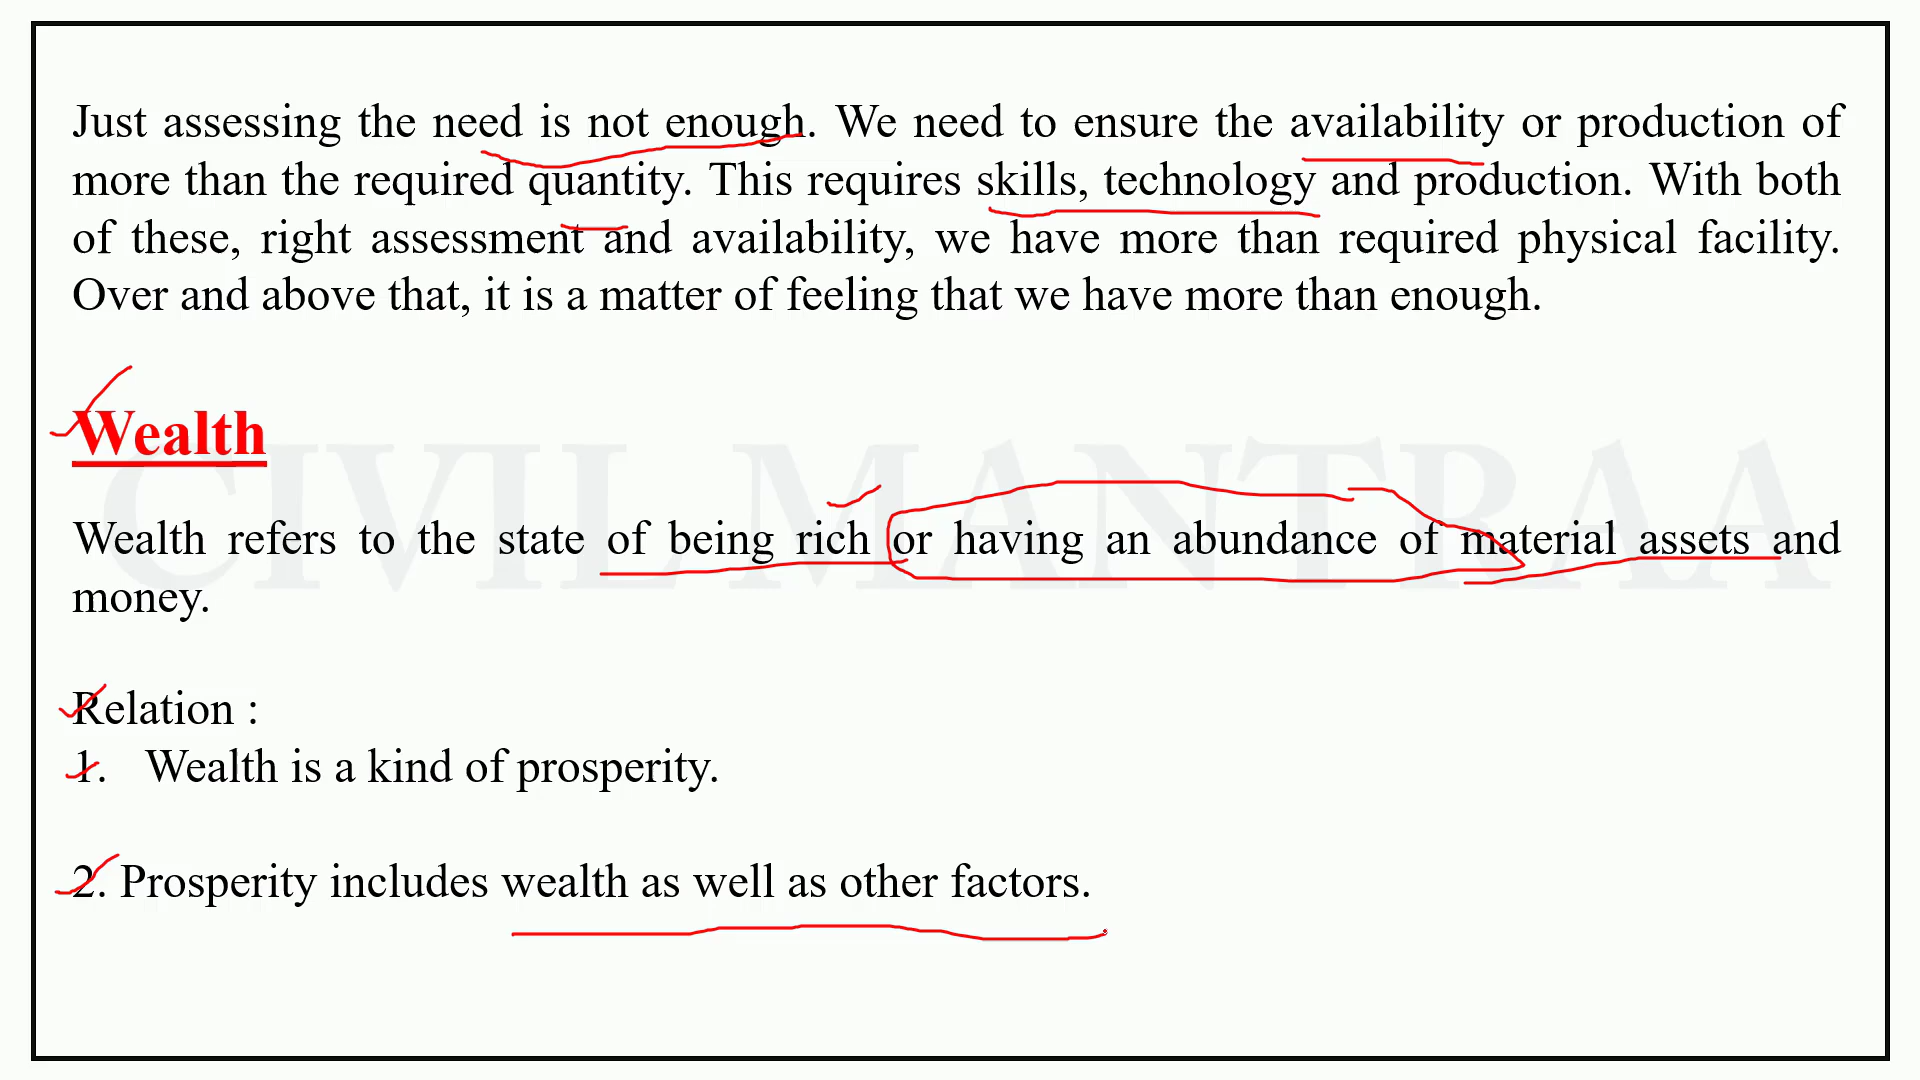 Just assessing the need is not enough. We need to ensure the availability or production of
more than the required quantity. This requires skills, technology and production. With both
of these, right assessment and availability, we have more than required physical facility.
Over and above that, it is a matter of feeling that we have more than enough.
Wealth
CIVIL MANTRAA
Wealth refers to the state of being rich or having an abundance of material assets and
money.
Relation :
1. Wealth is a kind of prosperity.
2. Prosperity includes wealth as well as other factors.